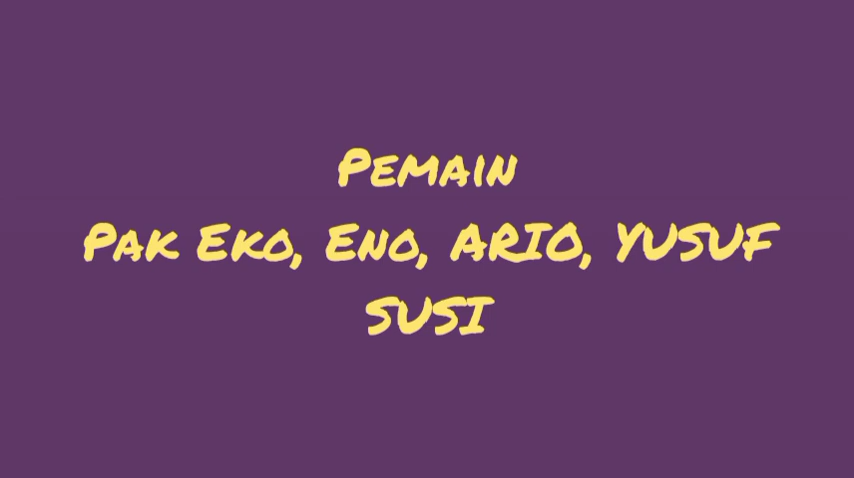 Pemain
Pak Eko, Eno, ARIO, YUSUF
SUSI